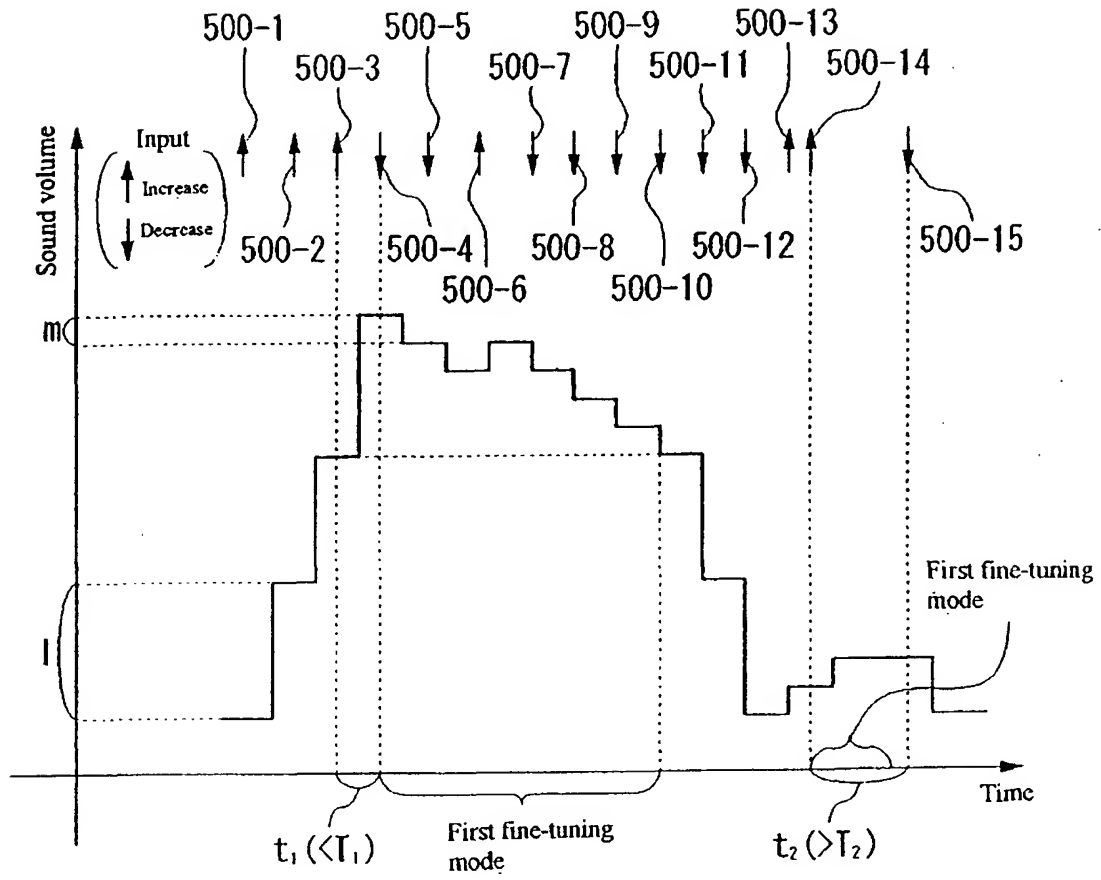 500-1
500-5
500-9
500-13
500-3
500-7
500-11
500-14
Sound volume
Input
Increase
Decrease
500-2
500-4
500-6
500-8
500-10
500-12
500-15
m
l
First fine-tuning
mode
Time
t₁(<T₁)
First fine-tuning
mode
t₂(>T₂)